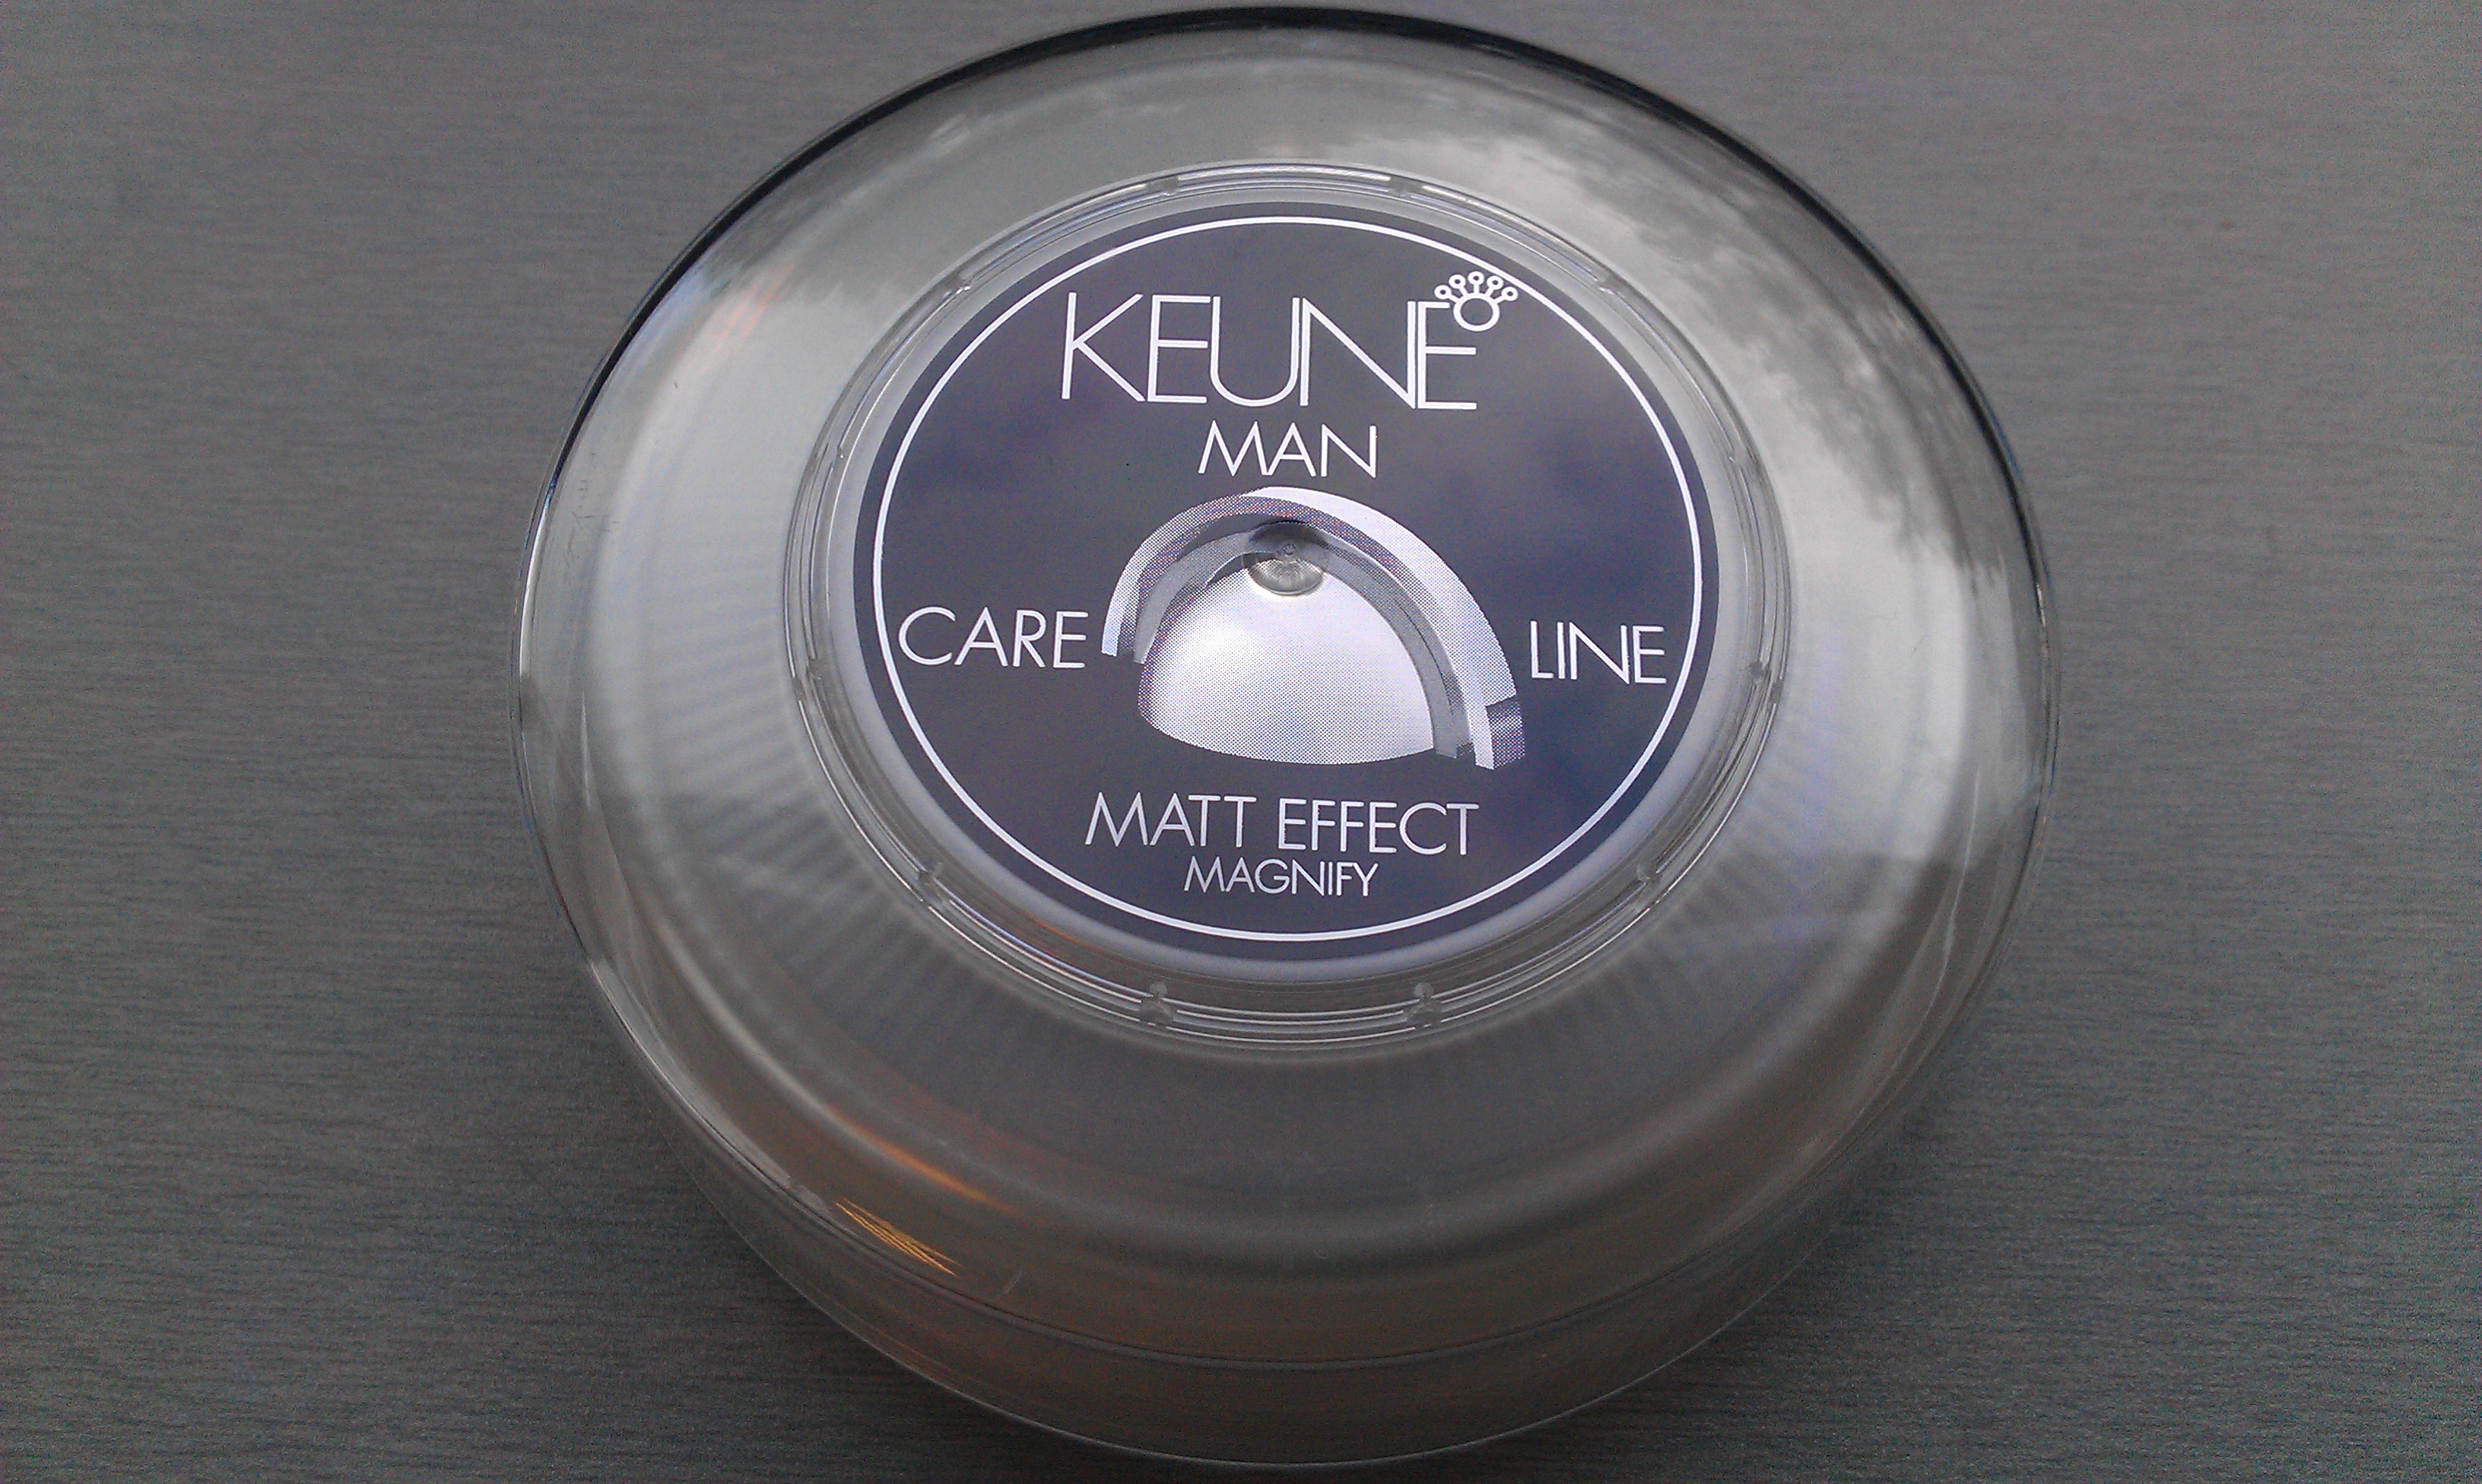 KEUNE
MAN
CARE LINE
MATT EFFECT
MAGNIFY